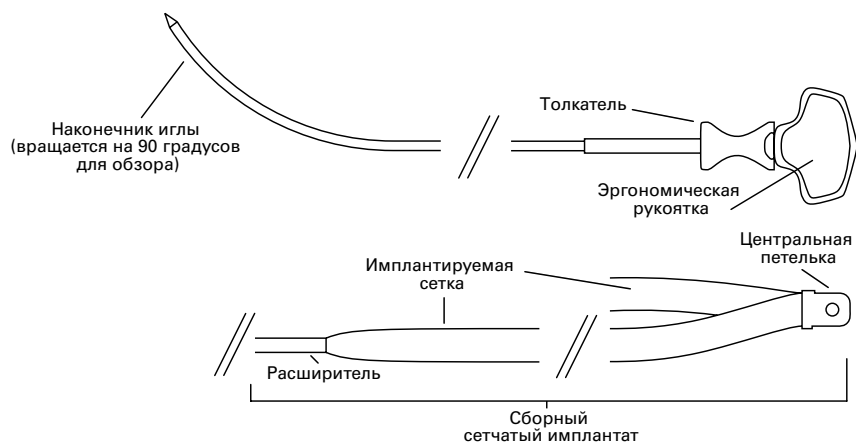 Толкатель
Наконечник иглы
(вращается на 90 градусов
для обзора)
Эргономическая
рукоятка
Центральная
петелька
Имплантируемая
сетка
Расширитель
Сборный
сетчатый имплантат